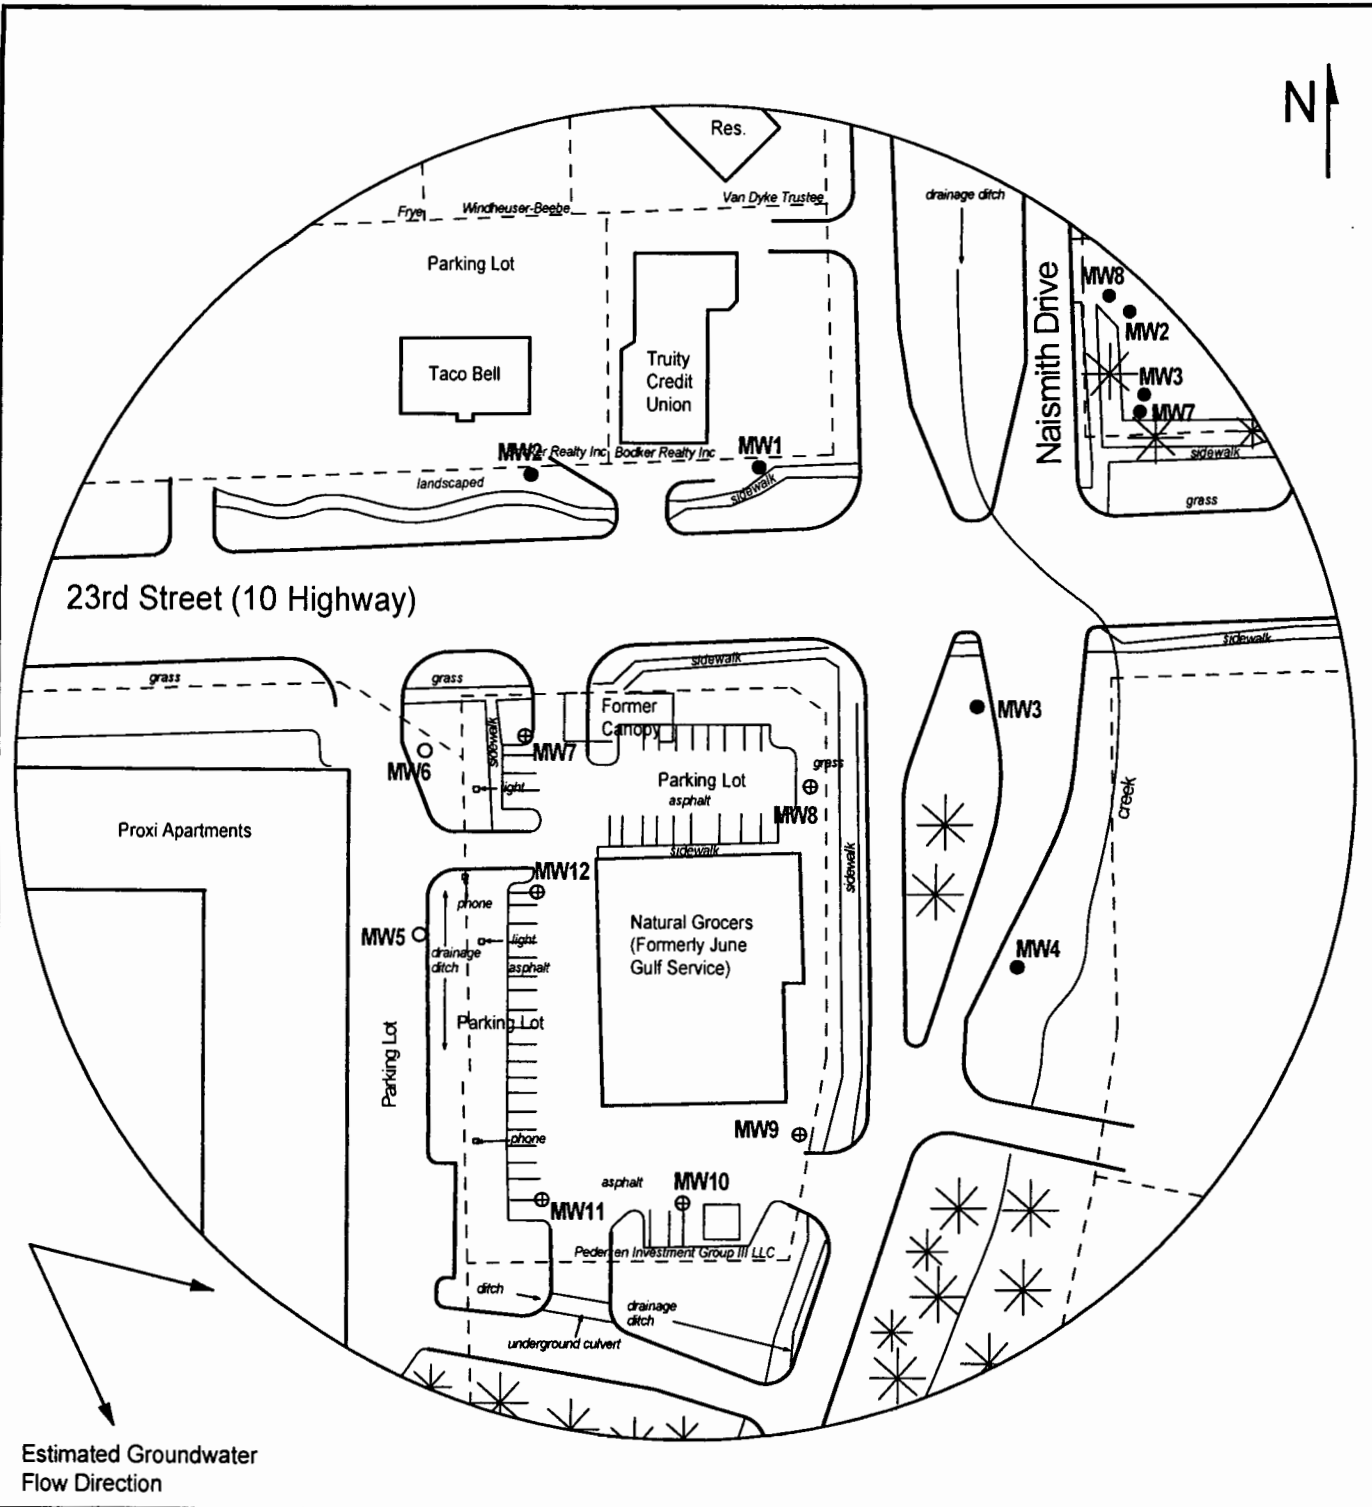 N
Res.
drainage ditch
Frye
Windheuser-Beebe
Van Dyke Trustee
Parking Lot
Naismith Drive
MW8
MW2
Taco Bell
Truity
Credit
Union
MW3
MW7
MW2
Realty Inc
Bodker Realty Inc
MW1
sidewalk
landscaped
sidewalk
grass
23rd Street (10 Highway)
sidewalk
grass
grass
sidewalk
Former
Canopy
MW3
sidewalk
MW7
MW6
light
Parking Lot
asphalt
grass
MW8
creek
Proxi Apartments
sidewalk
sidewalk
MW12
phone
MW5
light
drainage
ditch
asphalt
Natural Grocers
(Formerly June
Gulf Service)
MW4
Parking Lot
Parking Lot
phone
MW9
asphalt
MW10
MW11
Pedersen Investment Group III LLC
ditch
drainage
ditch
underground culvert
Estimated Groundwater
Flow Direction